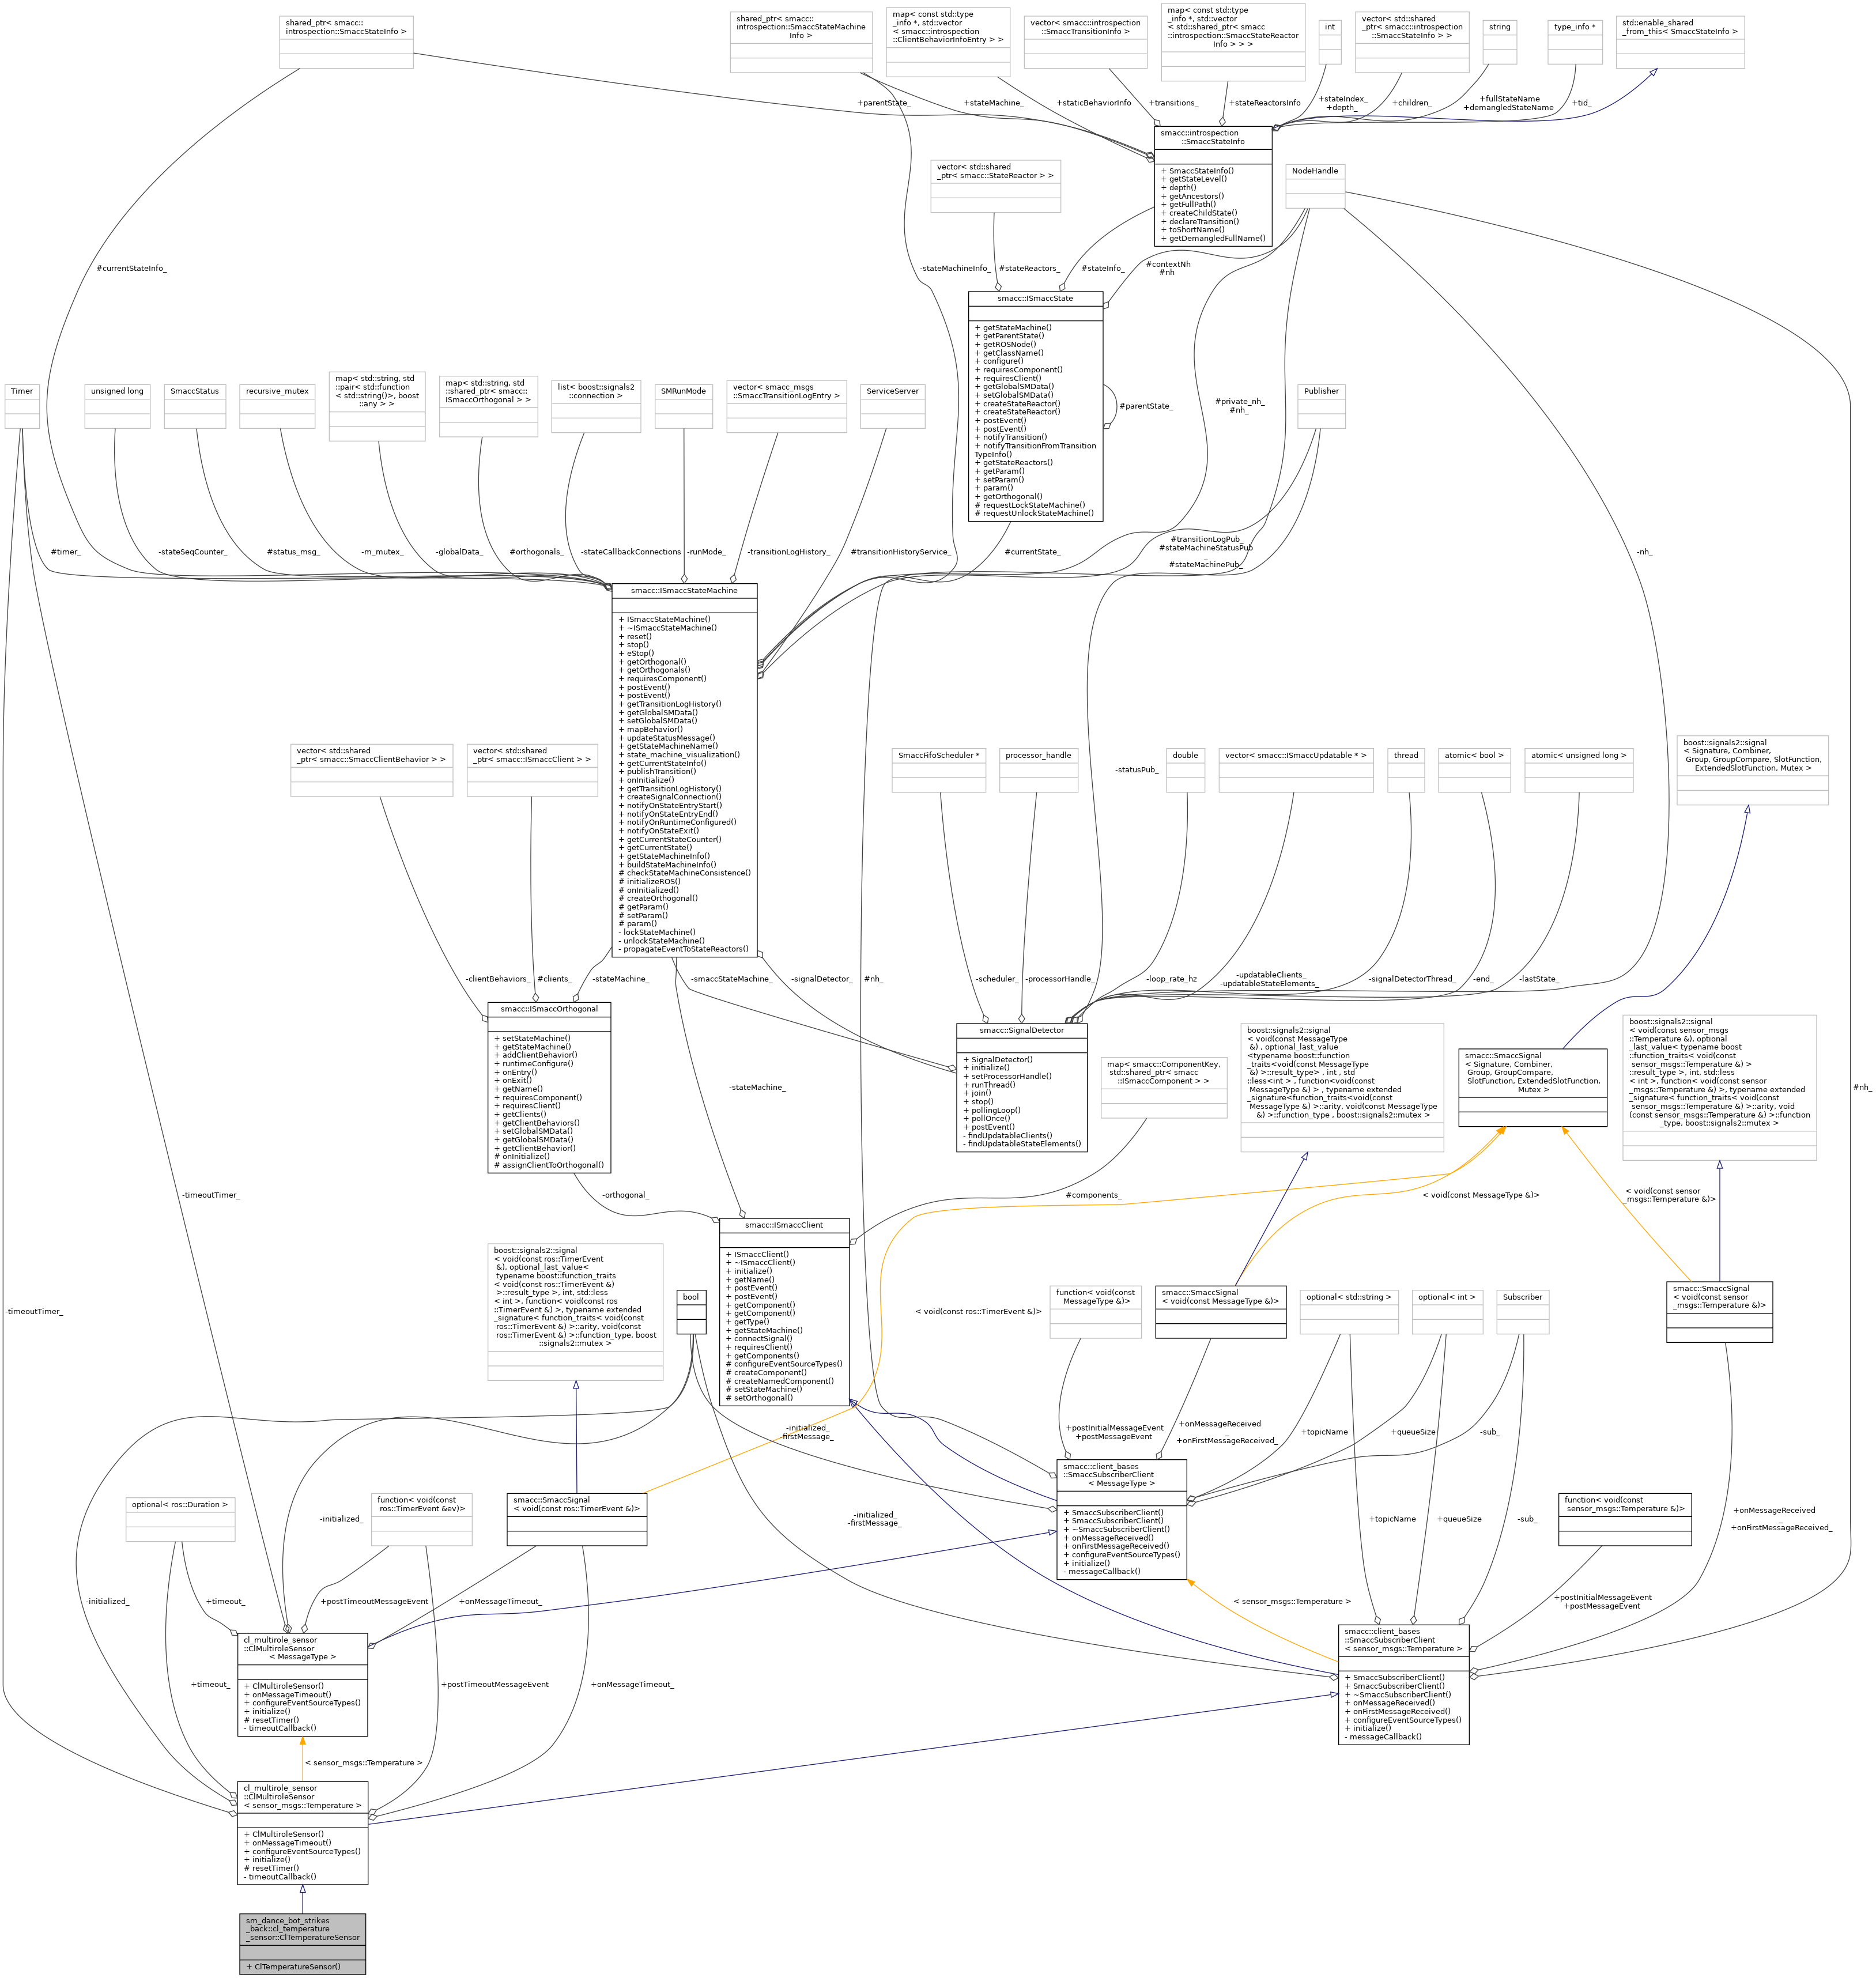 shared_ptr< smacc::
introspection::SmaccStateInfo >
shared_ptr< smacc::
introspection::SmaccStateMachine
Info >
map< const std::type
_info *, std::vector
< smacc::introspection
::ClientBehaviorInfoEntry > >
vector< smacc::introspection
::SmaccTransitionInfo >
map< const std::type
_info *, std::vector
< std::shared_ptr< smacc
::introspection::SmaccStateReactor
Info > > >
int
vector< std::shared
_ptr< smacc::introspection
::SmaccStateInfo > >
string
type_info *
std::enable_shared
_from_this< SmaccStateInfo >
+parentState_
+stateMachine_
+staticBehaviorInfo
+transitions_
+stateReactorsInfo
+stateIndex_
+depth_
+children_
+fullStateName
+demangledStateName
+tid_
smacc::introspection
::SmaccStateInfo
+ SmaccStateInfo()
+ getStateLevel()
+ depth()
+ getAncestors()
+ getFullPath()
+ createChildState()
+ declareTransition()
+ toShortName()
+ getDemangledFullName()
vector< std::shared
_ptr< smacc::StateReactor > >
NodeHandle
#currentStateInfo_
-stateMachineInfo_
#stateReactors_
#stateInfo_
#contextNh
#nh
smacc::ISmaccState
+ getStateMachine()
+ getParentState()
+ getROSNode()
+ getClassName()
+ configure()
+ requiresComponent()
+ requiresClient()
+ getGlobalSMData()
+ setGlobalSMData()
+ createStateReactor()
+ createStateReactor()
+ postEvent()
+ postEvent()
+ notifyTransition()
+ notifyTransitionFromTransition
TypeInfo()
+ getStateReactors()
+ getParam()
+ setParam()
+ param()
+ getOrthogonal()
# requestLockStateMachine()
# requestUnlockStateMachine()
#parentState_
#private_nh_
#nh_
Publisher
Timer
unsigned long
SmaccStatus
recursive_mutex
map< std::string, std
::pair< std::function
< std::string()>, boost
::any > >
map< std::string, std
::shared_ptr< smacc::
ISmaccOrthogonal > >
list< boost::signals2
::connection >
SMRunMode
vector< smacc_msgs
::SmaccTransitionLogEntry >
ServiceServer
#timer_
-stateSeqCounter_
#status_msg_
-m_mutex_
-globalData_
#orthogonals_
-stateCallbackConnections
-runMode_
-transitionLogHistory_
#transitionHistoryService_
#currentState_
#transitionLogPub_
#stateMachineStatusPub
_
#stateMachinePub_
-nh_
smacc::ISmaccStateMachine
+ ISmaccStateMachine()
+ ~ISmaccStateMachine()
+ reset()
+ stop()
+ eStop()
+ getOrthogonal()
+ getOrthogonals()
+ requiresComponent()
+ postEvent()
+ postEvent()
+ getTransitionLogHistory()
+ getGlobalSMData()
+ setGlobalSMData()
+ mapBehavior()
+ updateStatusMessage()
+ getStateMachineName()
+ state_machine_visualization()
+ getCurrentStateInfo()
+ publishTransition()
+ onInitialize()
+ getTransitionLogHistory()
+ createSignalConnection()
+ notifyOnStateEntryStart()
+ notifyOnStateEntryEnd()
+ notifyOnRuntimeConfigured()
+ notifyOnStateExit()
+ getCurrentStateCounter()
+ getCurrentState()
+ getStateMachineInfo()
+ buildStateMachineInfo()
# checkStateMachineConsistence()
# initializeROS()
# onInitialized()
# createOrthogonal()
# getParam()
# setParam()
# param()
- lockStateMachine()
- unlockStateMachine()
- propagateEventToStateReactors()
vector< std::shared
_ptr< smacc::SmaccClientBehavior > >
vector< std::shared
_ptr< smacc::ISmaccClient > >
SmaccFifoScheduler *
processor_handle
-statusPub_
double
vector< smacc::ISmaccUpdatable * >
thread
atomic< bool >
atomic< unsigned long >
boost::signals2::signal
< Signature, Combiner,
Group, GroupCompare, SlotFunction,
ExtendedSlotFunction, Mutex >
-clientBehaviors_
#clients_
-stateMachine_
-smaccStateMachine_
-signalDetector_
#nh_
-scheduler_
-processorHandle_
-loop_rate_hz
-updatableClients_
-updatableStateElements_
-signalDetectorThread_
-end_
-lastState_
smacc::ISmaccOrthogonal
+ setStateMachine()
+ getStateMachine()
+ addClientBehavior()
+ runtimeConfigure()
+ onEntry()
+ onExit()
+ getName()
+ requiresComponent()
+ requiresClient()
+ getClients()
+ getClientBehaviors()
+ setGlobalSMData()
+ getGlobalSMData()
+ getClientBehavior()
# onInitialize()
# assignClientToOrthogonal()
smacc::SignalDetector
+ SignalDetector()
+ initialize()
+ setProcessorHandle()
+ runThread()
+ join()
+ stop()
+ pollingLoop()
+ pollOnce()
+ postEvent()
- findUpdatableClients()
- findUpdatableStateElements()
map< smacc::ComponentKey,
std::shared_ptr< smacc
::ISmaccComponent > >
boost::signals2::signal
< void(const MessageType
&) , optional_last_value
<typename boost::function
_traits<void(const MessageType
&) >::result_type> , int , std
::less<int > , function<void(const
MessageType &) > , typename extended
_signature<function_traits<void(const
MessageType &) >::arity, void(const MessageType
&) >::function_type , boost::signals2::mutex >
smacc::SmaccSignal
< Signature, Combiner,
Group, GroupCompare,
SlotFunction, ExtendedSlotFunction,
Mutex >
boost::signals2::signal
< void(const sensor_msgs
::Temperature &), optional
_last_value< typename boost
::function_traits< void(const
sensor_msgs::Temperature &) >
::result_type >, int, std::less
< int >, function< void(const sensor
_msgs::Temperature &) >, typename extended
_signature< function_traits< void(const
sensor_msgs::Temperature &) >::arity, void
(const sensor_msgs::Temperature &) >::function
_type, boost::signals2::mutex >
-stateMachine_
#nh_
-timeoutTimer_
-orthogonal_
#components_
< void(const MessageType &)>
< void(const sensor
_msgs::Temperature &)>
smacc::ISmaccClient
+ ISmaccClient()
+ ~ISmaccClient()
+ initialize()
+ getName()
+ postEvent()
+ postEvent()
+ getComponent()
+ getComponent()
+ getType()
+ getStateMachine()
+ connectSignal()
+ requiresClient()
+ getComponents()
# configureEventSourceTypes()
# createComponent()
# createNamedComponent()
# setStateMachine()
# setOrthogonal()
boost::signals2::signal
< void(const ros::TimerEvent
&), optional_last_value<
typename boost::function_traits
< void(const ros::TimerEvent &)
>::result_type >, int, std::less
< int >, function< void(const ros
::TimerEvent &) >, typename extended
_signature< function_traits< void(const
ros::TimerEvent &) >::arity, void(const
ros::TimerEvent &) >::function_type, boost
::signals2::mutex >
bool
-timeoutTimer_
< void(const ros::TimerEvent &)>
function< void(const
MessageType &)>
smacc::SmaccSignal
< void(const MessageType &)>
optional< std::string >
optional< int >
Subscriber
smacc::SmaccSignal
< void(const sensor
_msgs::Temperature &)>
-initialized_
-firstMessage_
+postInitialMessageEvent
+postMessageEvent
+onMessageReceived
_
+onFirstMessageReceived_
+topicName
+queueSize
-sub_
smacc::client_bases
::SmaccSubscriberClient
< MessageType >
+ SmaccSubscriberClient()
+ SmaccSubscriberClient()
+ ~SmaccSubscriberClient()
+ onMessageReceived()
+ onFirstMessageReceived()
+ configureEventSourceTypes()
+ initialize()
- messageCallback()
optional< ros::Duration >
-initialized_
function< void(const
ros::TimerEvent &ev)>
smacc::SmaccSignal
< void(const ros::TimerEvent &)>
-initialized_
-firstMessage_
+topicName
+queueSize
-sub_
function< void(const
sensor_msgs::Temperature &)>
+onMessageReceived
_
+onFirstMessageReceived_
-initialized_
+timeout_
+postTimeoutMessageEvent
+onMessageTimeout_
< sensor_msgs::Temperature >
+postInitialMessageEvent
+postMessageEvent
cl_multirole_sensor
::ClMultiroleSensor
< MessageType >
+ ClMultiroleSensor()
+ onMessageTimeout()
+ configureEventSourceTypes()
+ initialize()
# resetTimer()
- timeoutCallback()
smacc::client_bases
::SmaccSubscriberClient
< sensor_msgs::Temperature >
+ SmaccSubscriberClient()
+ SmaccSubscriberClient()
+ ~SmaccSubscriberClient()
+ onMessageReceived()
+ onFirstMessageReceived()
+ configureEventSourceTypes()
+ initialize()
- messageCallback()
+timeout_
+postTimeoutMessageEvent
+onMessageTimeout_
< sensor_msgs::Temperature >
cl_multirole_sensor
::ClMultiroleSensor
< sensor_msgs::Temperature >
+ ClMultiroleSensor()
+ onMessageTimeout()
+ configureEventSourceTypes()
+ initialize()
# resetTimer()
- timeoutCallback()
sm_dance_bot_strikes
_back::cl_temperature
_sensor::ClTemperatureSensor
+ ClTemperatureSensor()